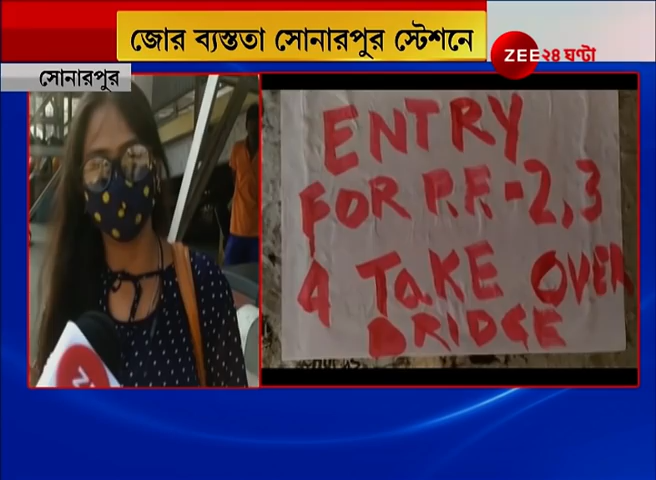 জোর ব্যস্ততা সোনারপুর স্টেশনে
ZEE ২৪ ঘণ্টা
সোনারপুর
ENTRY
FOR P.F.-2,3
4 TaKE OVER
BRIDGE
Z